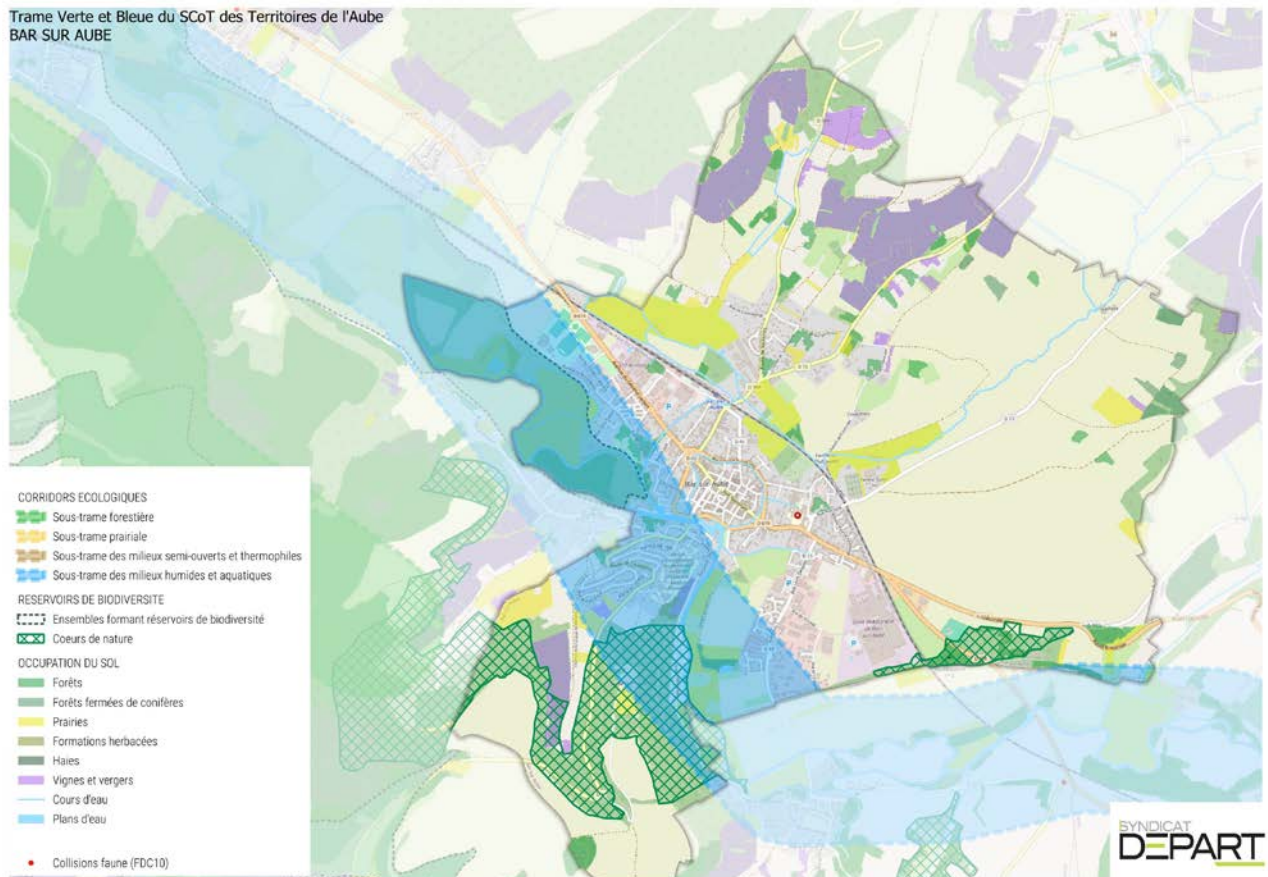 Trame Verte et Bleue du SCoT des Territoires de l'Aube
BAR SUR AUBE
Bar sur Aube
CORRIDORS ECOLOGIQUES
Sous-trame forestière
Sous-trame prairiale
Sous-trame des milieux semi-ouverts et thermophiles
Sous-trame des milieux humides et aquatiques
RESERVOIRS DE BIODIVERSITE
Ensembles formant réservoirs de biodiversité
Coeurs de nature
OCCUPATION DU SOL
Forêts
Forêts fermées de conifères
Prairies
Formations herbacées
Haies
Vignes et vergers
Cours d'eau
Plans d'eau
Collisions faune (FDC10)
SYNDICAT
DEPART